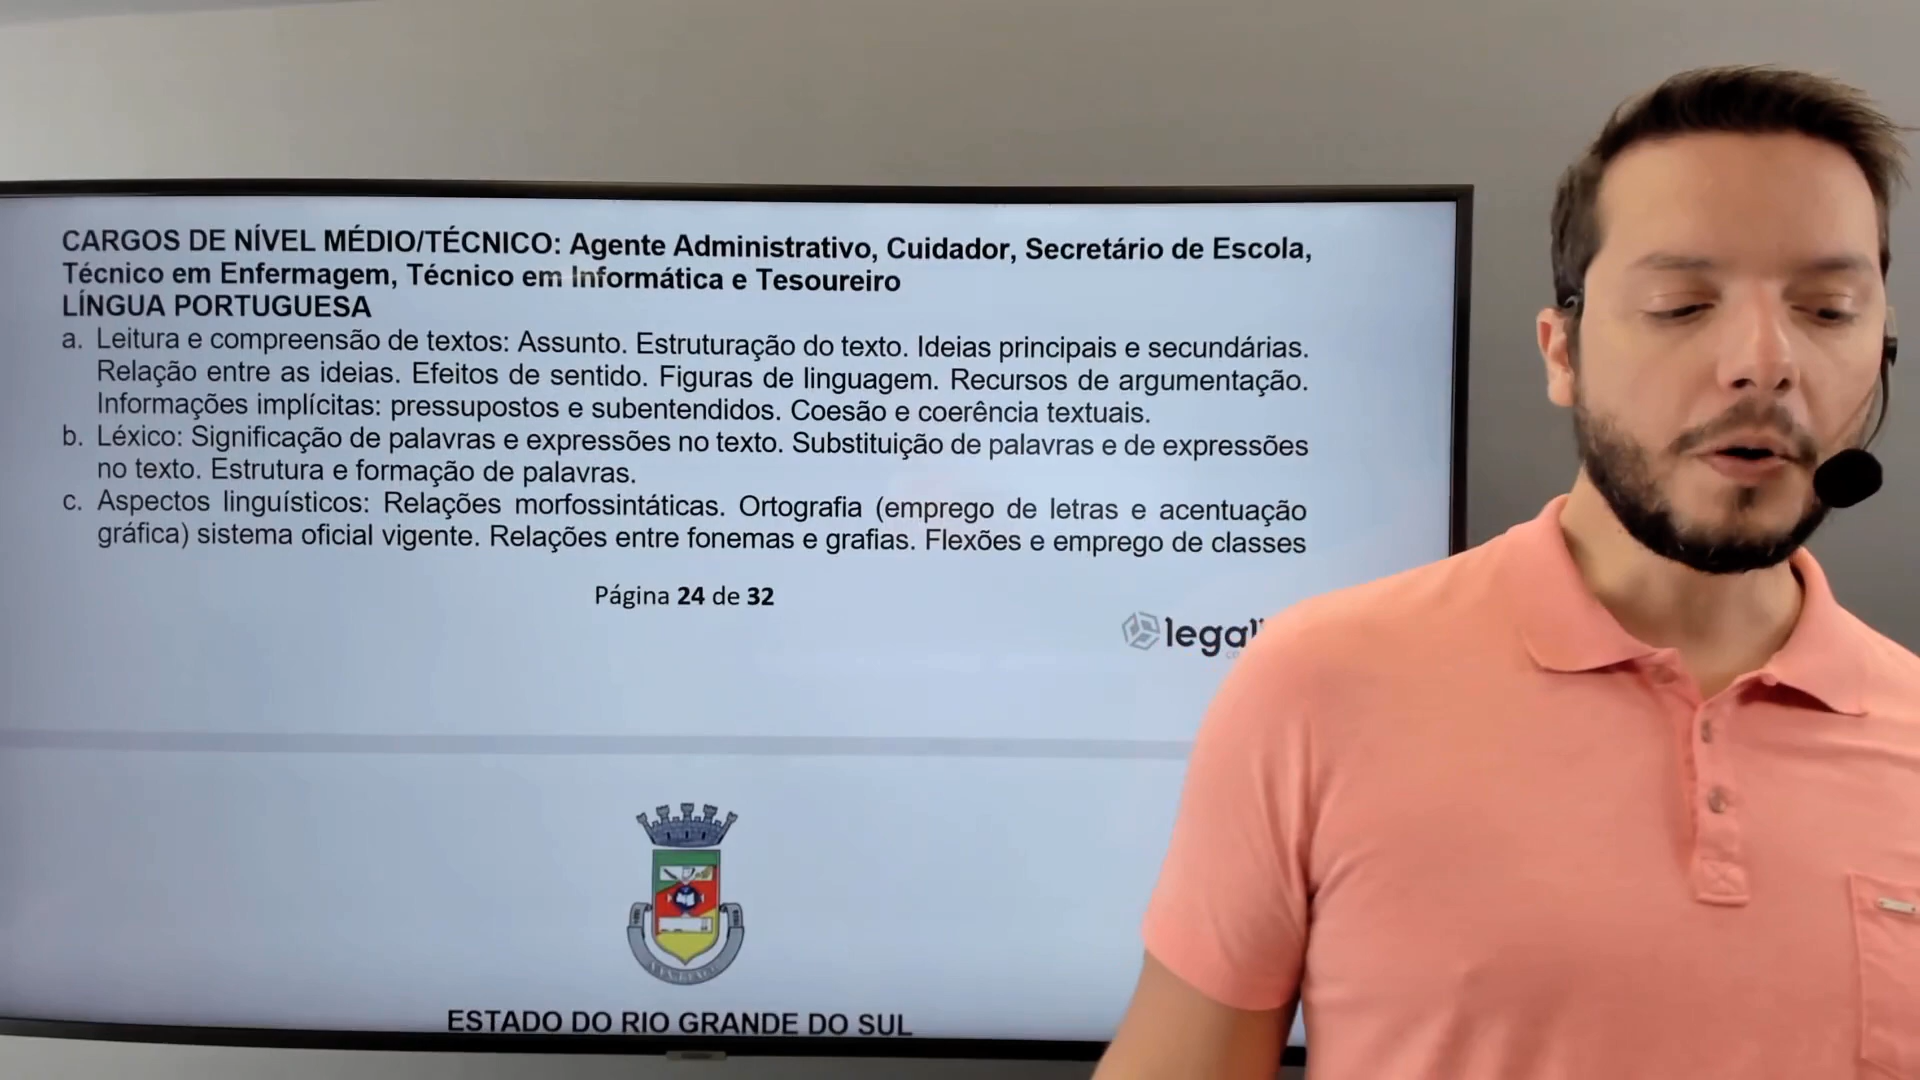 CARGOS DE NÍVEL MÉDIO/TÉCNICO: Agente Administrativo, Cuidador, Secretário de Escola,
Técnico em Enfermagem, Técnico em Informática e Tesoureiro
LÍNGUA PORTUGUESA
a. Leitura e compreensão de textos: Assunto. Estruturação do texto. Ideias principais e secundárias.
Relação entre as ideias. Efeitos de sentido. Figuras de linguagem. Recursos de argumentação.
Informações implícitas: pressupostos e subentendidos. Coesão e coerência textuais.
b. Léxico: Significação de palavras e expressões no texto. Substituição de palavras e de expressões
no texto. Estrutura e formação de palavras.
c. Aspectos linguísticos: Relações morfossintáticas. Ortografia (emprego de letras e acentuação
gráfica) sistema oficial vigente. Relações entre fonemas e grafias. Flexões e emprego de classes
Página 24 de 32
ESTADO DO RIO GRANDE DO SUL